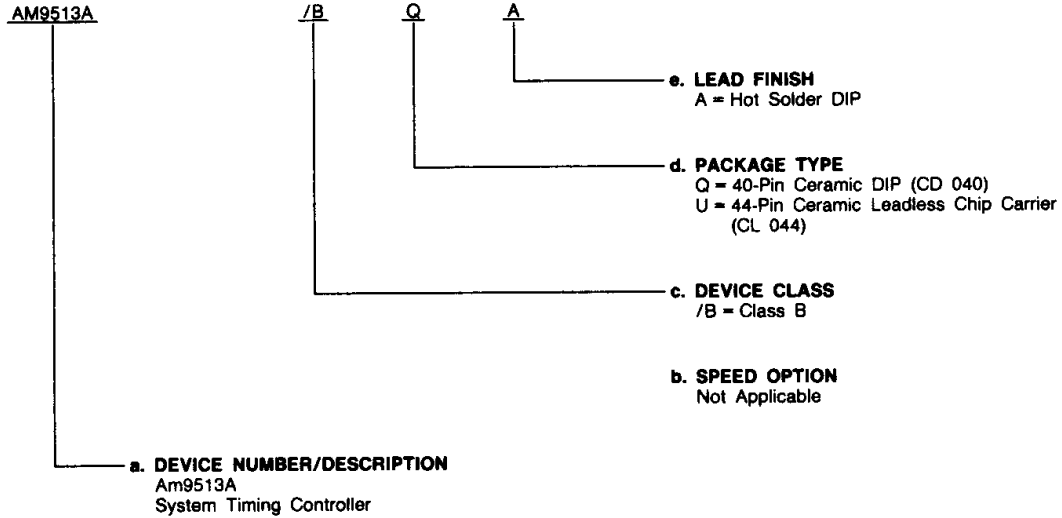 AM9513A /B Q A
e. LEAD FINISH
A = Hot Solder DIP
d. PACKAGE TYPE
Q = 40-Pin Ceramic DIP (CD 040)
U = 44-Pin Ceramic Leadless Chip Carrier
(CL 044)
c. DEVICE CLASS
/B = Class B
b. SPEED OPTION
Not Applicable
a. DEVICE NUMBER/DESCRIPTION
Am9513A
System Timing Controller